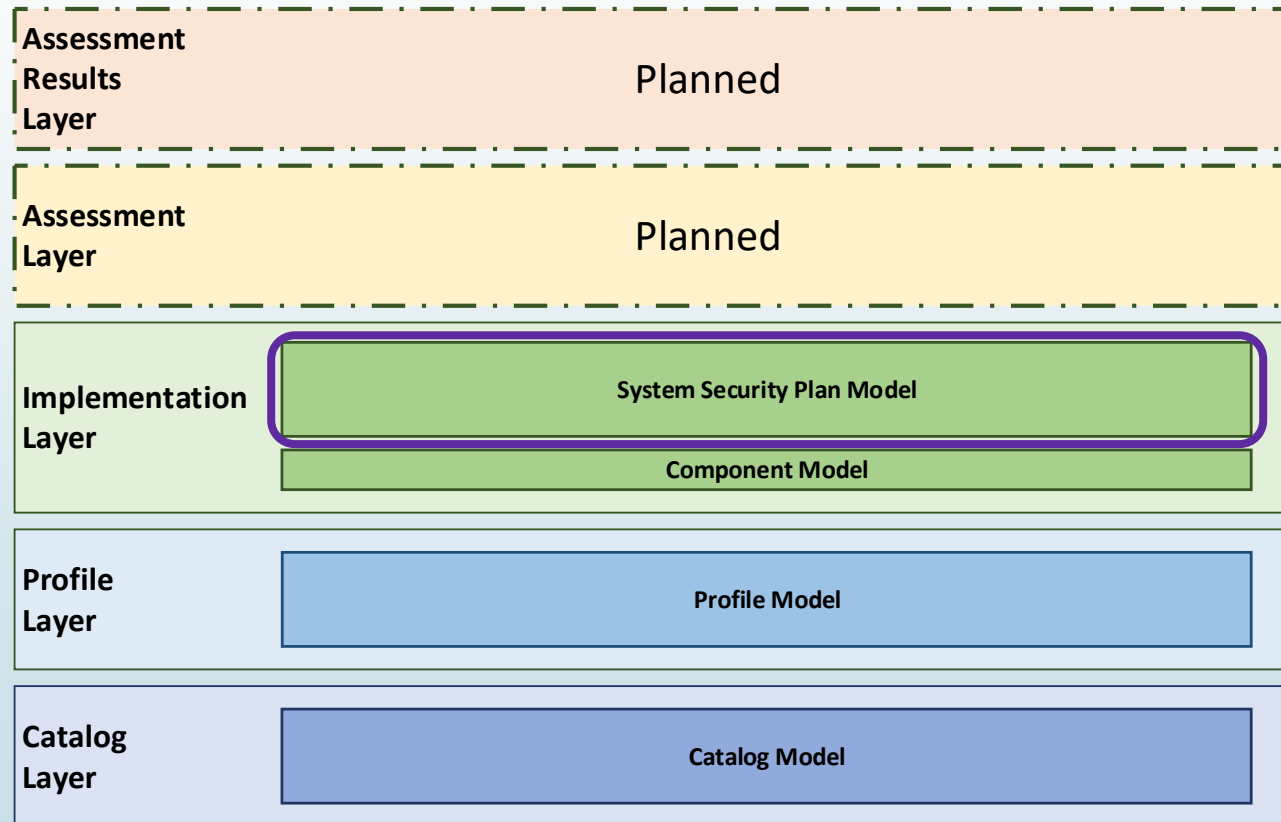 Assessment
Results
Layer
Planned
Assessment
Layer
Planned
Implementation
Layer
System Security Plan Model
Component Model
Profile
Layer
Profile Model
Catalog
Layer
Catalog Model